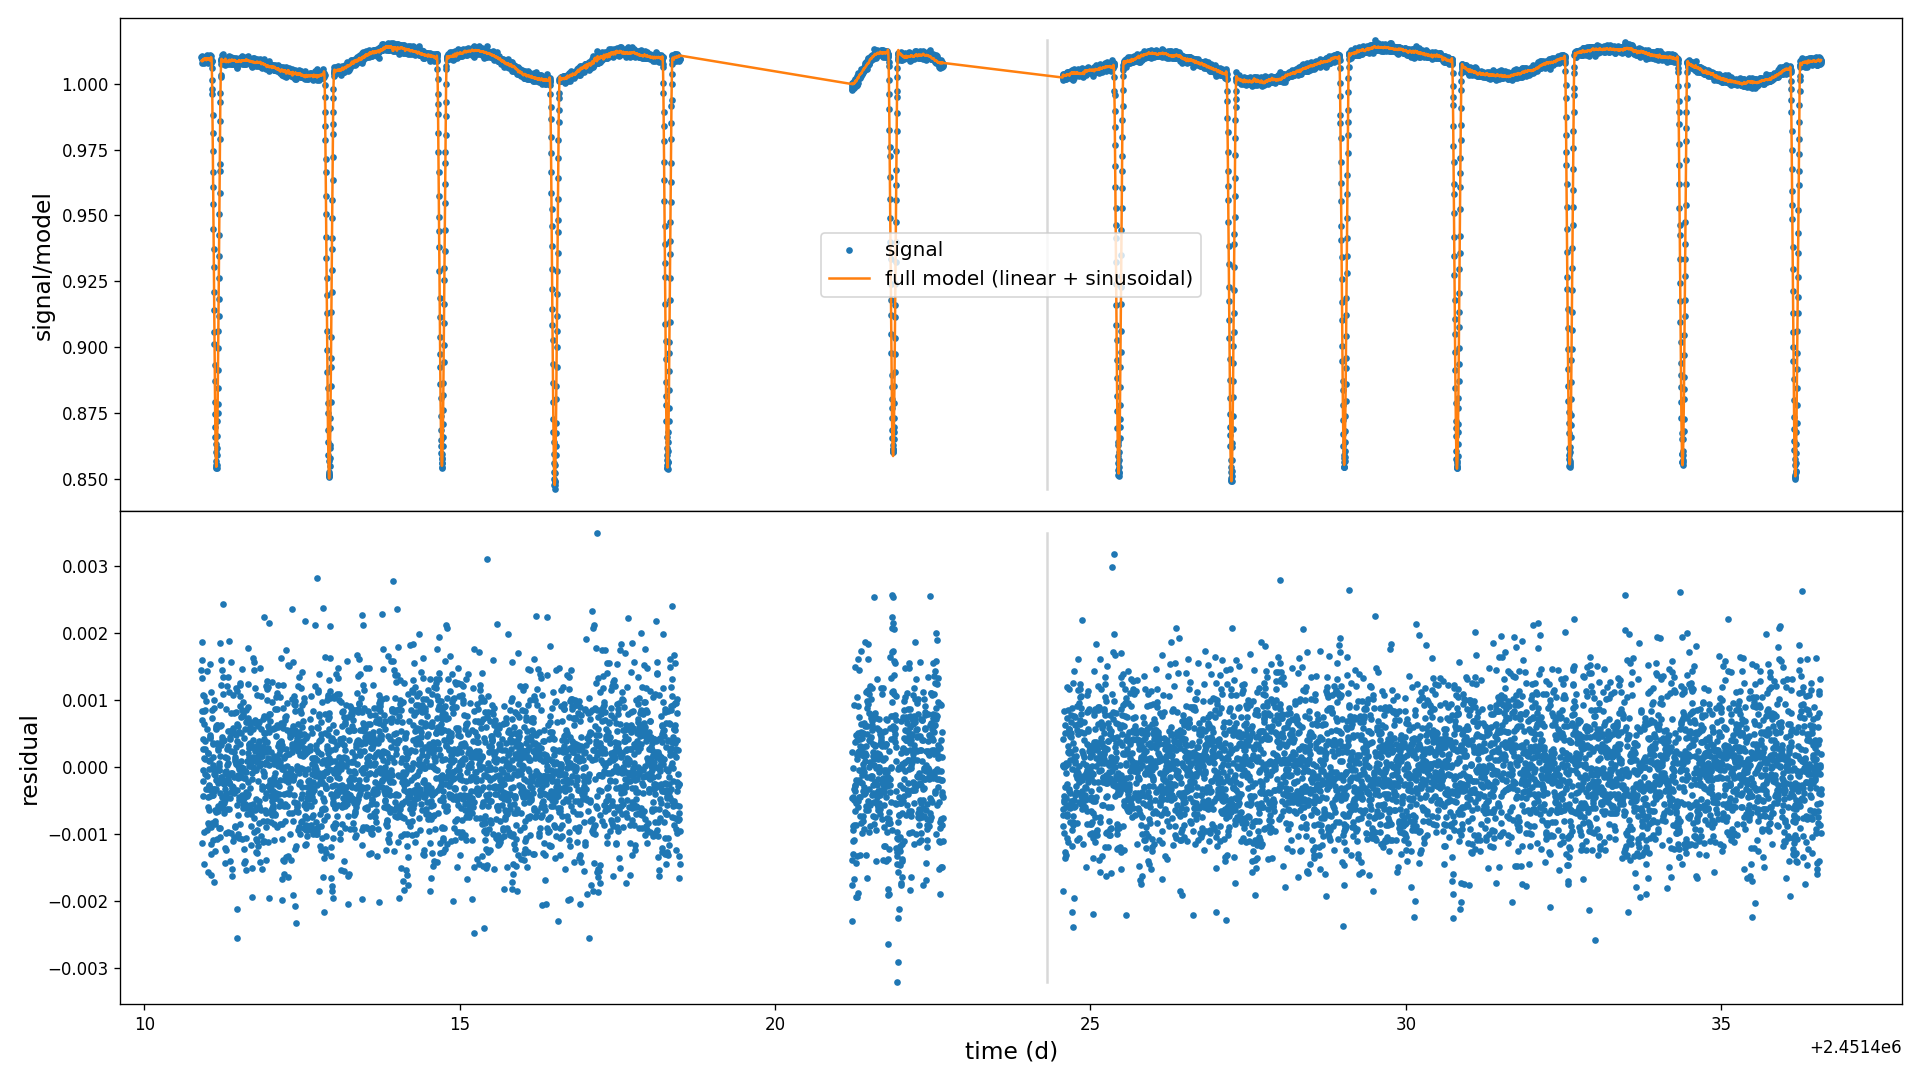 1.000
0.975
0.950
0.925
0.900
0.875
0.850
signal/model
signal
full model (linear + sinusoidal)
0.003
0.002
0.001
0.000
−0.001
−0.002
−0.003
residual
10 15 20 25 30 35
time (d)
+2.4514e6